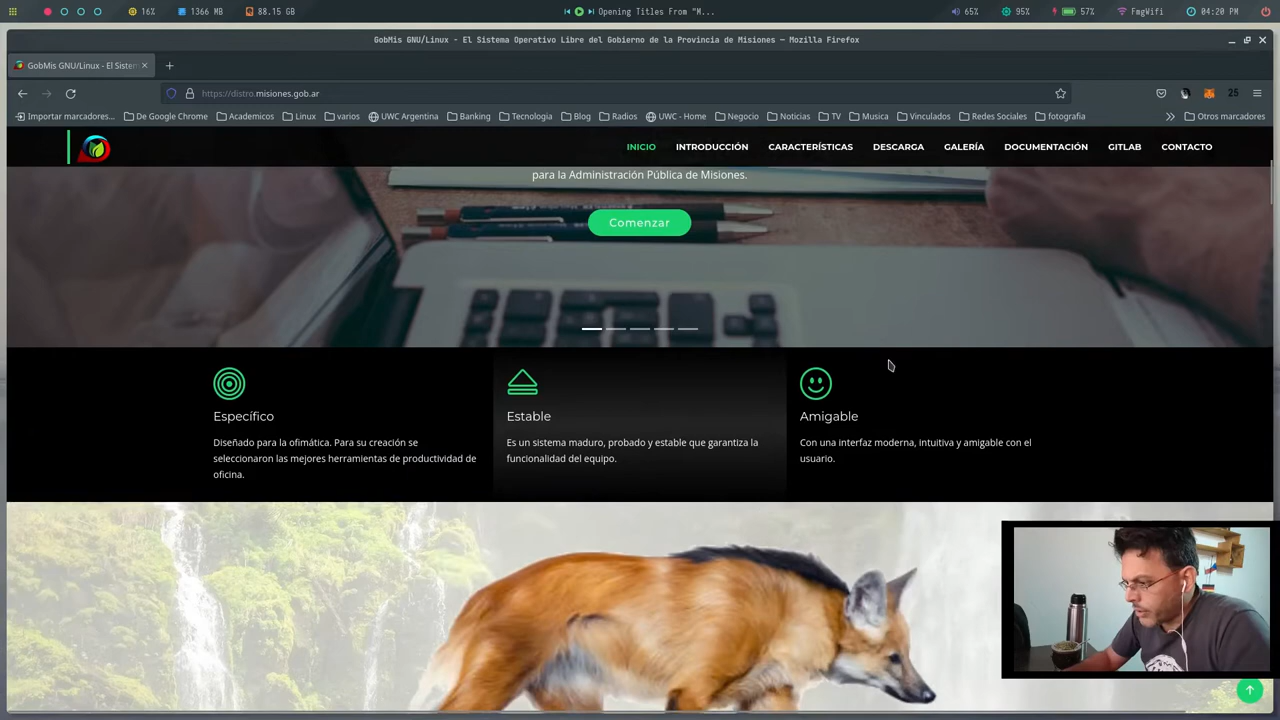 16% 1366 MB 88.15 GB Opening Titles From "M... 65% 95% 57% FmgWifi 04:20 PM
GobMis GNU/Linux - El Sistema Operativo Libre del Gobierno de la Provincia de Misiones — Mozilla Firefox
GobMis GNU/Linux - El Sistem
https://distro.misiones.gob.ar 25
Importar marcadores... De Google Chrome Academicos Linux varios UWC Argentina Banking Tecnologia Blog Radios UWC - Home Negocio Noticias TV Musica Vinculados Redes Sociales fotografia Otros marcadores
INICIO INTRODUCCIÓN CARACTERÍSTICAS DESCARGA GALERÍA DOCUMENTACIÓN GITLAB CONTACTO
para la Administración Pública de Misiones.
Comenzar
Específico
Diseñado para la ofimática. Para su creación se
seleccionaron las mejores herramientas de productividad de
oficina.
Estable
Es un sistema maduro, probado y estable que garantiza la
funcionalidad del equipo.
Amigable
Con una interfaz moderna, intuitiva y amigable con el
usuario.